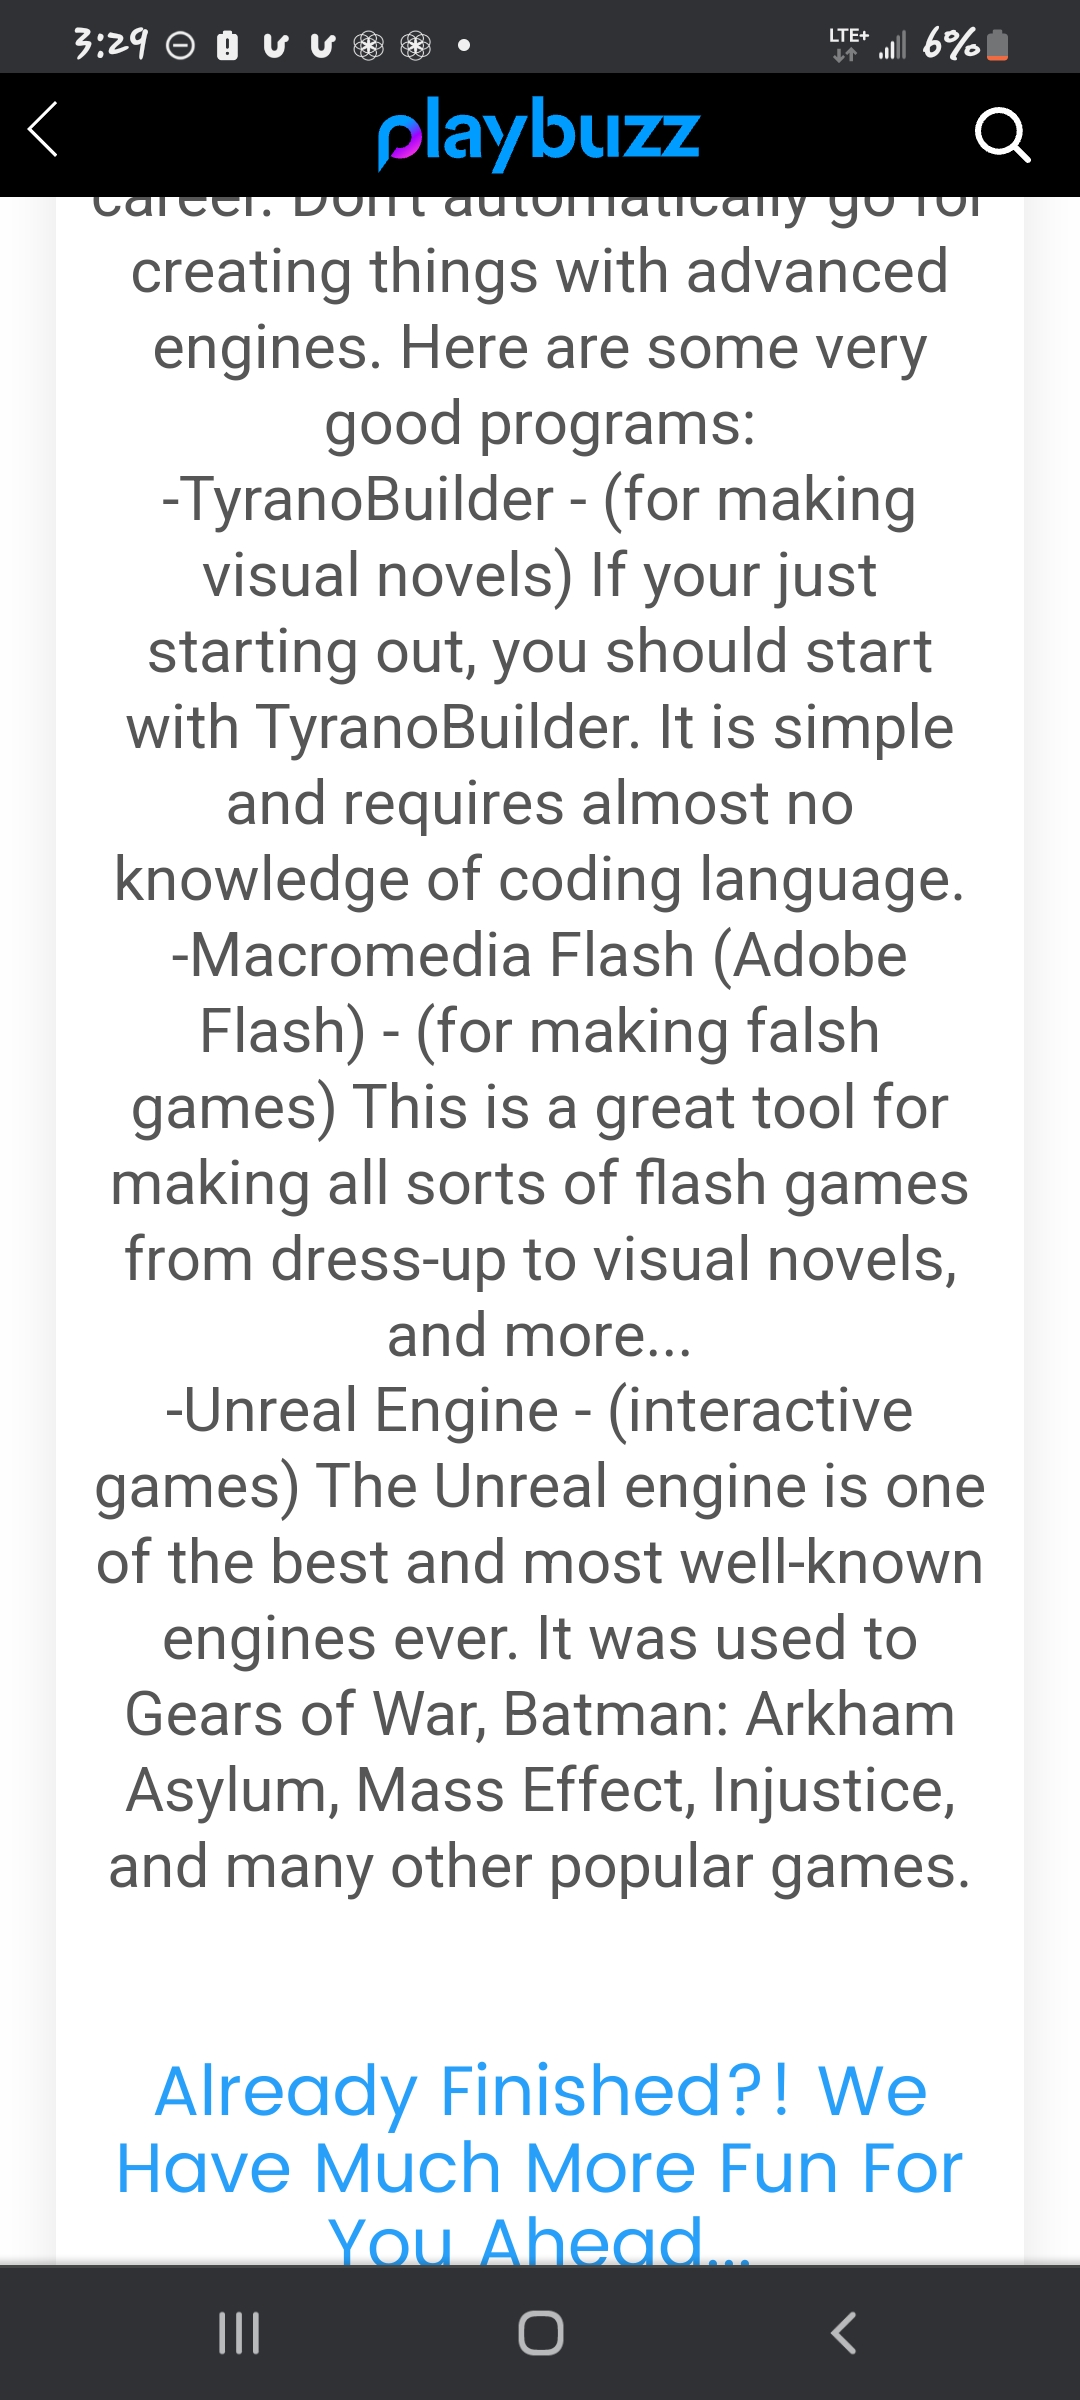 3:29
LTE+ 6%
playbuzz
career. Don't automatically go for
creating things with advanced
engines. Here are some very
good programs:
-TyranoBuilder - (for making
visual novels) If your just
starting out, you should start
with TyranoBuilder. It is simple
and requires almost no
knowledge of coding language.
-Macromedia Flash (Adobe
Flash) - (for making falsh
games) This is a great tool for
making all sorts of flash games
from dress-up to visual novels,
and more...
-Unreal Engine - (interactive
games) The Unreal engine is one
of the best and most well-known
engines ever. It was used to
Gears of War, Batman: Arkham
Asylum, Mass Effect, Injustice,
and many other popular games.
Already Finished?! We
Have Much More Fun For
You Ahead...